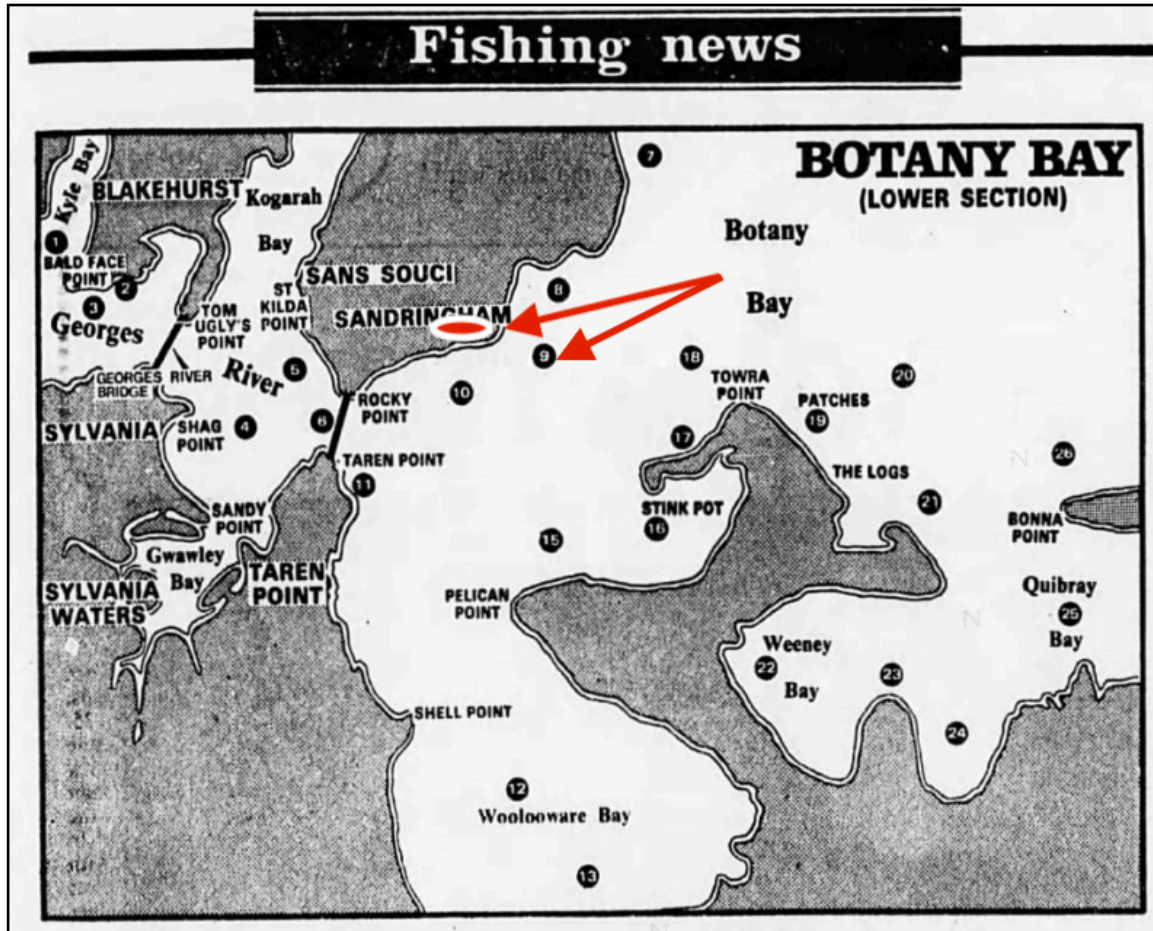 Fishing news
BOTANY BAY
(LOWER SECTION)
7
Kyle Bay
BLAKEHURST
Kogarah
Bay
1
BALD FACE
POINT
2
3
Georges
TOM
UGLY'S
POINT
SANS SOUCI
ST
KILDA
POINT
SANDRINGHAM
8
9
10
Botany
Bay
18
20
GEORGES RIVER
BRIDGE
River
5
SYLVANIA
SHAG
POINT
4
6
ROCKY
POINT
TAREN POINT
11
TOWRA
POINT
PATCHES
19
17
THE LOGS
26
21
BONNA
POINT
STINK POT
16
15
SANDY
POINT
Gwawley
Bay
TAREN
POINT
SYLVANIA
WATERS
PELICAN
POINT
Quibray
25
Bay
Weeney
22
Bay
23
24
SHELL POINT
12
Woolooware Bay
13